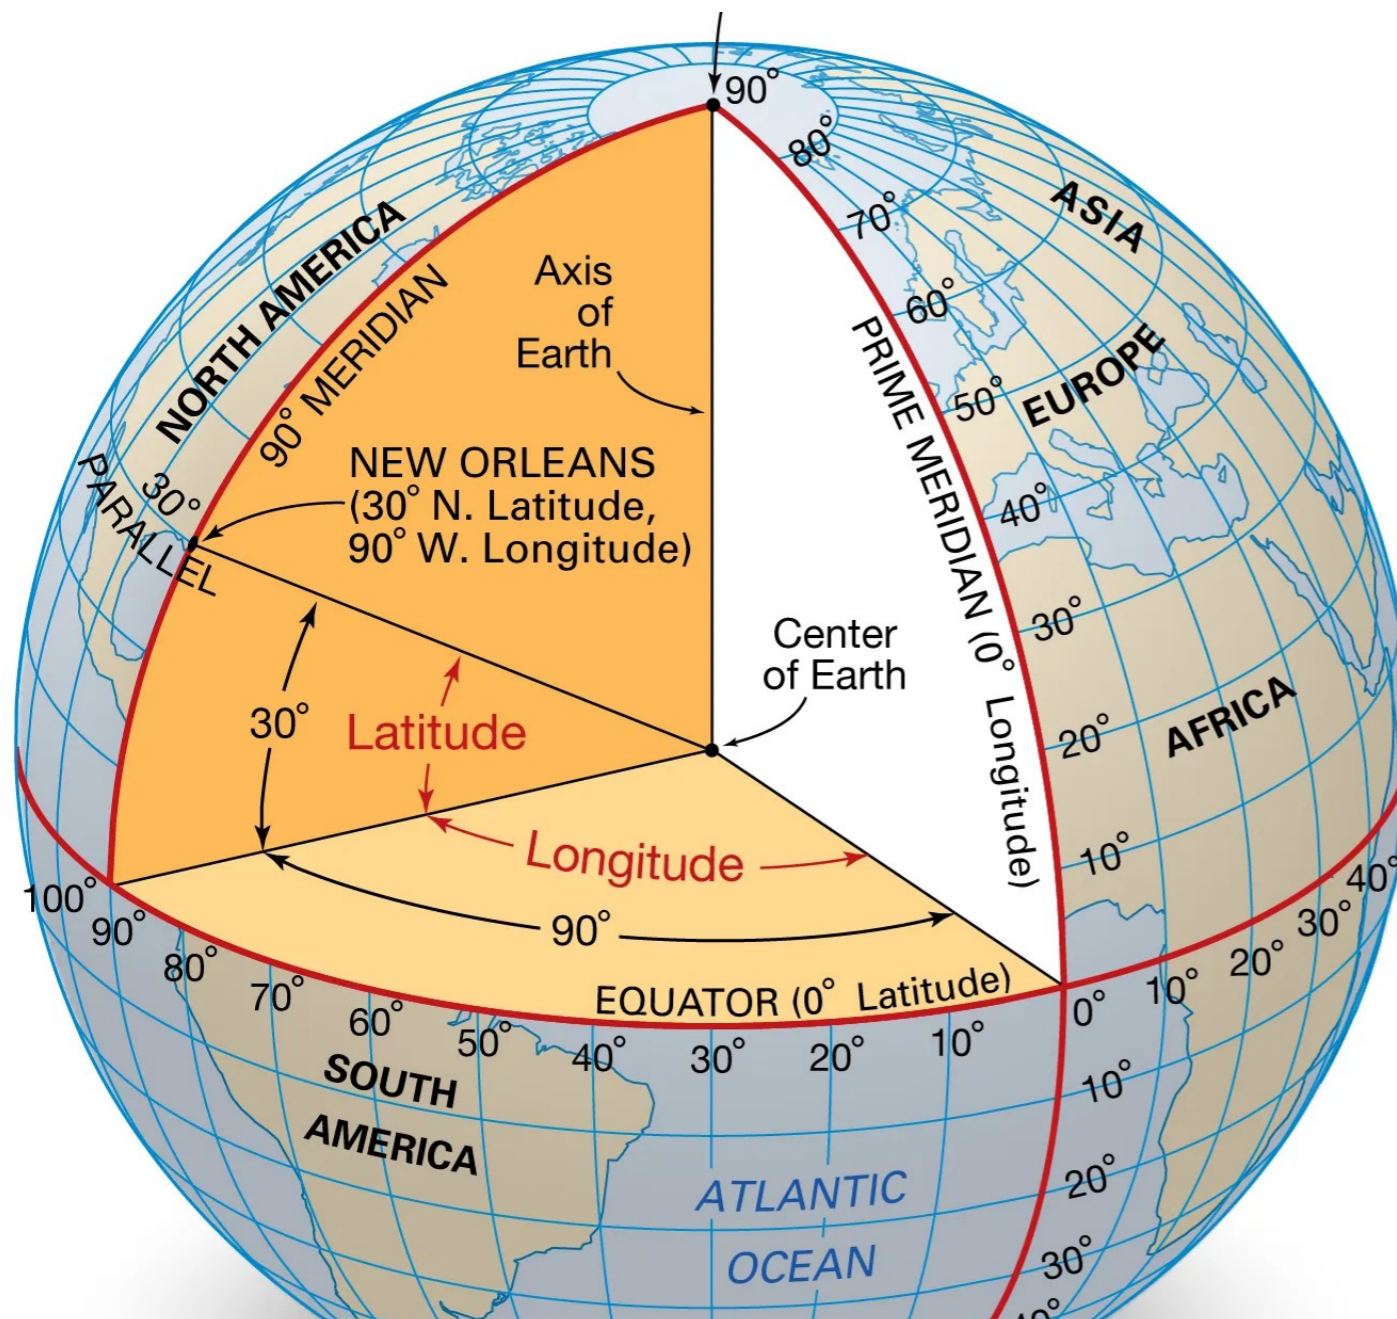 90°
80°
70°
60°
50°
40°
30°
20°
10°
ASIA
EUROPE
AFRICA
NORTH AMERICA
90° MERIDIAN
30°
PARALLEL
Axis
of
Earth
NEW ORLEANS
(30° N. Latitude,
90° W. Longitude)
PRIME MERIDIAN (0° Longitude)
Center
of Earth
30°
Latitude
Longitude
90°
EQUATOR (0° Latitude)
100°
90°
80°
70°
60°
50°
40°
30°
20°
10°
0°
10°
20°
30°
40°
10°
20°
30°
40°
SOUTH
AMERICA
ATLANTIC
OCEAN